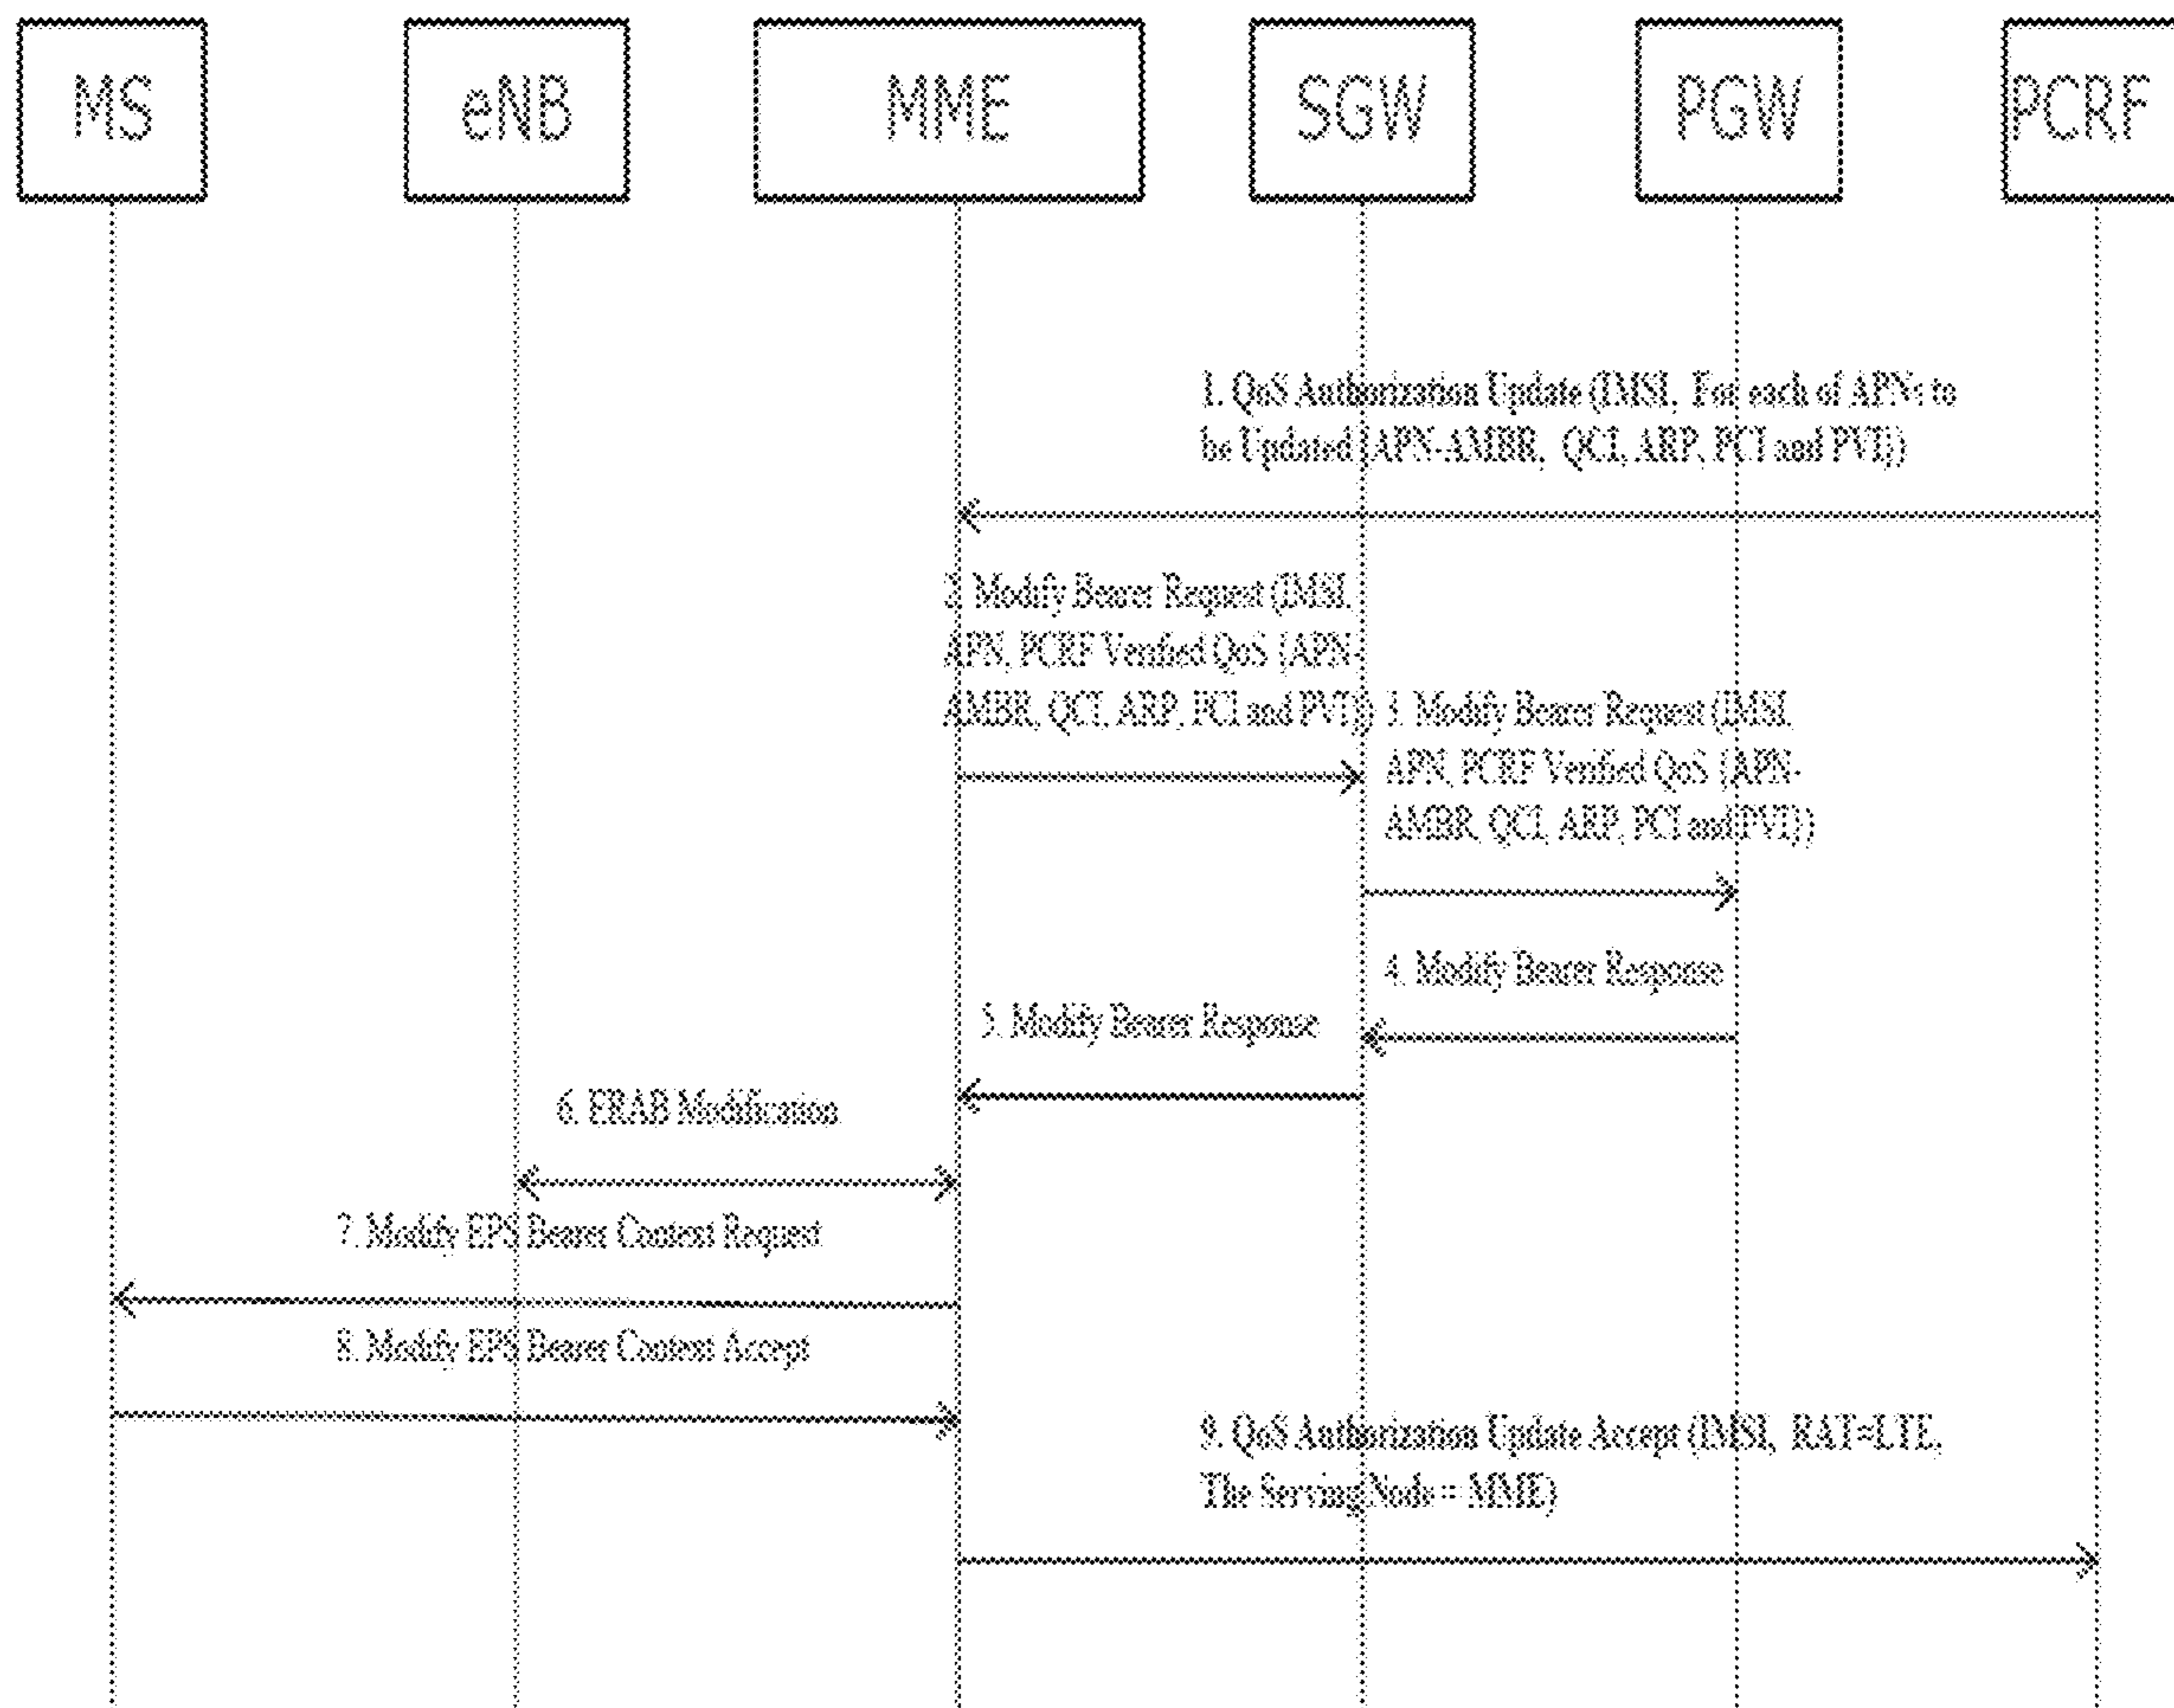 MS
eNB
MME
SGW
PGW
PCRF
1. QoS Authorization Update (IMSI, For each of APNs to
be Updated {APN-AMBR, QCI, ARP, PCI and PVI})
2. Modify Bearer Request (IMSI,
APN, PCRF Verified QoS {APN-
AMBR, QCI, ARP, PCI and PVI})
3. Modify Bearer Request (IMSI,
APN, PCRF Verified QoS {APN-
AMBR, QCI, ARP, PCI and PVI})
4. Modify Bearer Response
5. Modify Bearer Response
6. ERAB Modification
7. Modify EPS Bearer Context Request
8. Modify EPS Bearer Context Accept
9. QoS Authorization Update Accept (IMSI, RAT=LTE,
The Serving Node = MME)